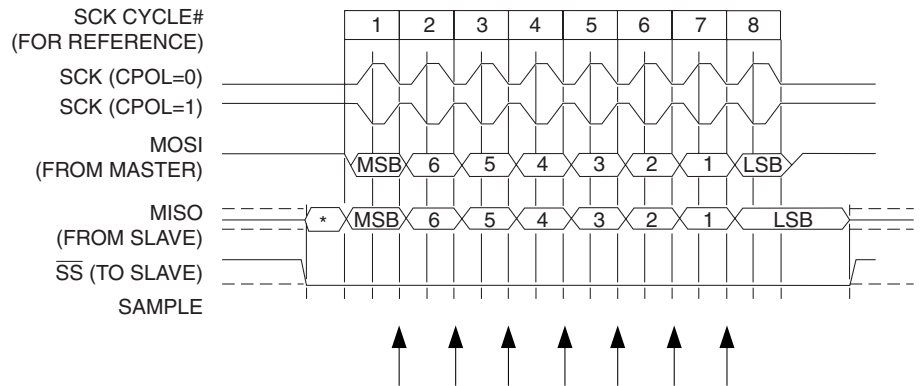 SCK CYCLE#
(FOR REFERENCE)
1 2 3 4 5 6 7 8
SCK (CPOL=0)
SCK (CPOL=1)
MOSI
(FROM MASTER)
MSB 6 5 4 3 2 1 LSB
MISO
(FROM SLAVE)
* MSB 6 5 4 3 2 1 LSB
SS (TO SLAVE)
SAMPLE